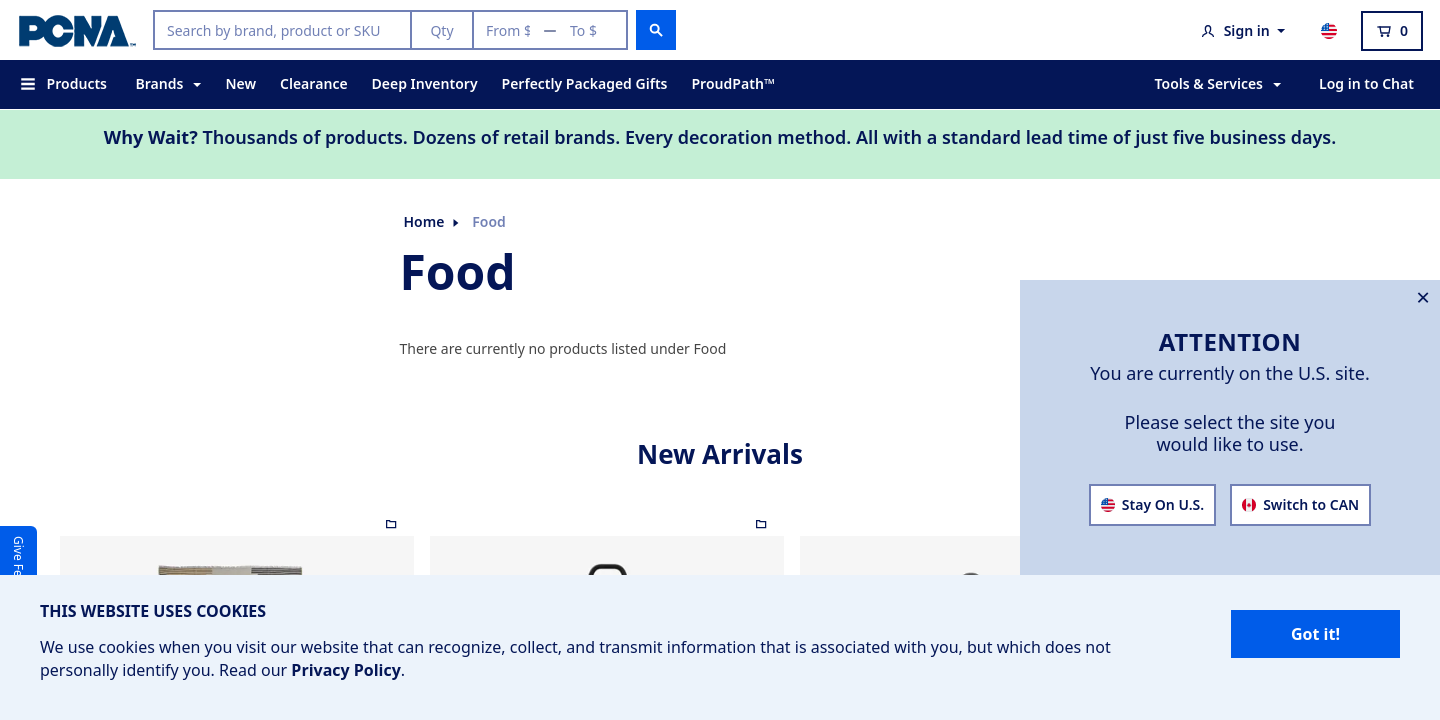 PCNA™
Search by brand, product or SKU
Qty
From $
To $
Sign in
0
Products
Brands
New
Clearance
Deep Inventory
Perfectly Packaged Gifts
ProudPath™
Tools & Services
Log in to Chat
Why Wait? Thousands of products. Dozens of retail brands. Every decoration method. All with a standard lead time of just five business days.
Home
Food
Food
There are currently no products listed under Food
ATTENTION
You are currently on the U.S. site.
Please select the site you
would like to use.
Stay On U.S.
Switch to CAN
New Arrivals
Give
THIS WEBSITE USES COOKIES
We use cookies when you visit our website that can recognize, collect, and transmit information that is associated with you, but which does not
personally identify you. Read our Privacy Policy.
Got it!